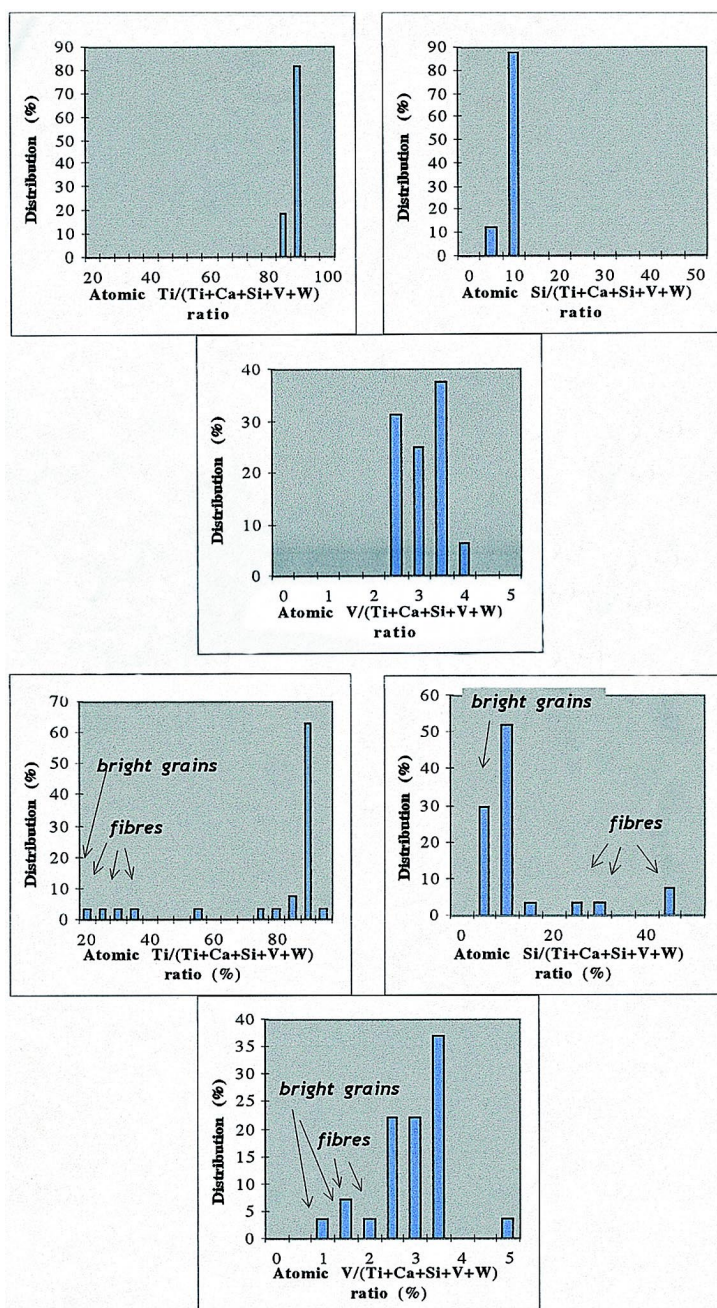 90
80
70
60
50
40
30
20
10
0
Distribution (%)
20 40 60 80 100
Atomic Ti/(Ti+Ca+Si+V+W)
ratio
90
80
70
60
50
40
30
20
10
0
Distribution (%)
0 10 20 30 40 50
Atomic Si/(Ti+Ca+Si+V+W)
ratio
40
30
20
10
0
Distribution (%)
0 1 2 3 4 5
Atomic V/(Ti+Ca+Si+V+W)
ratio
70
60
50
40
30
20
10
0
Distribution (%)
bright grains
fibres
20 40 60 80
Atomic Ti/(Ti+Ca+Si+V+W)
ratio (%)
60
50
40
30
20
10
0
Distribution (%)
bright grains
fibres
0 20 40
Atomic Si/(Ti+Ca+Si+V+W)
ratio (%)
40
35
30
25
20
15
10
5
0
Distribution (%)
bright grains
fibres
1 2 3 4 5
Atomic V/(Ti+Ca+Si+V+W)
ratio (%)